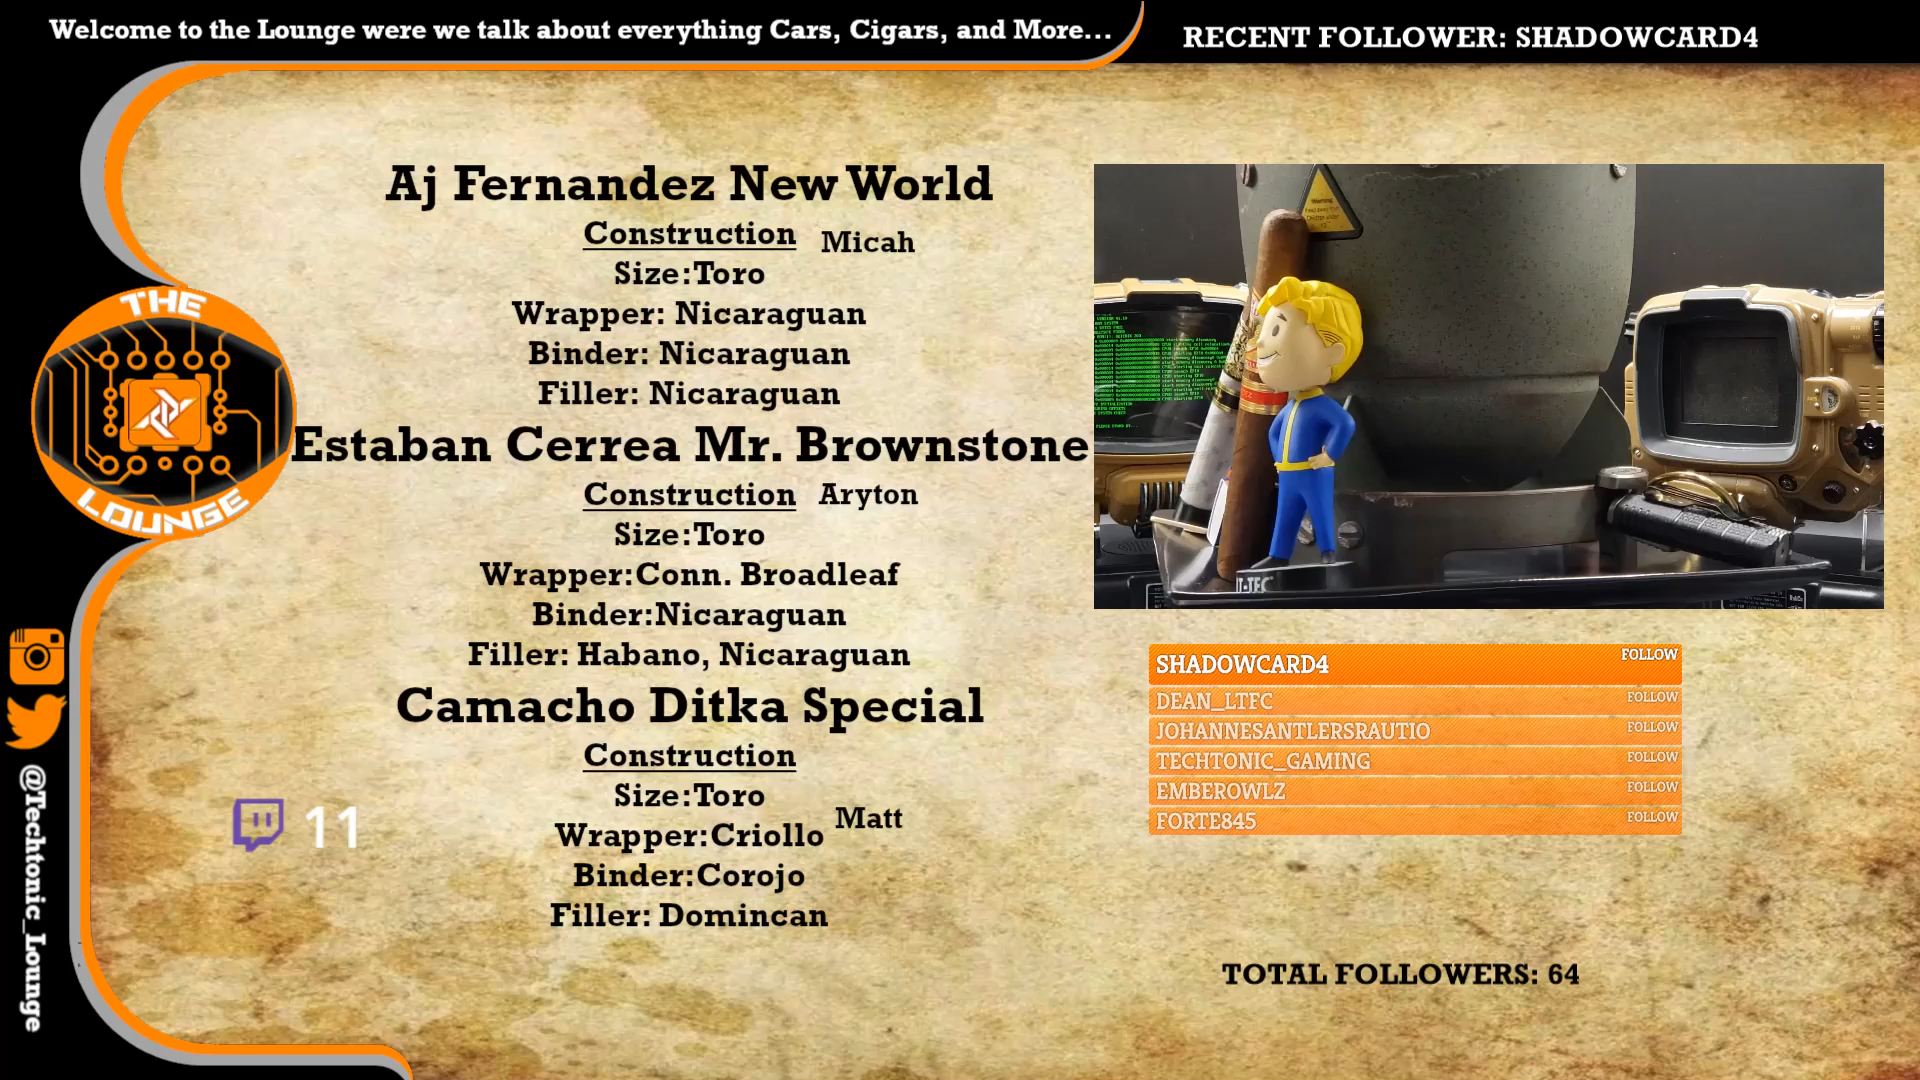 Welcome to the Lounge were we talk about everything Cars, Cigars, and More...
RECENT FOLLOWER: SHADOWCARD4
THE
LOUNGE
Aj Fernandez New World
Construction
Micah
Size:Toro
Wrapper: Nicaraguan
Binder: Nicaraguan
Filler: Nicaraguan
Estaban Cerrea Mr. Brownstone
Construction
Aryton
Size:Toro
Wrapper:Conn. Broadleaf
Binder:Nicaraguan
Filler: Habano, Nicaraguan
Camacho Ditka Special
Construction
Size:Toro
Matt
Wrapper:Criollo
Binder:Corojo
Filler: Domincan
11
@Techtonic_Lounge
Warning
PLEASE STAND BY...
SHADOWCARD4 FOLLOW
DEAN_LTFC FOLLOW
JOHANNESANTLERSRAUTIO FOLLOW
TECHTONIC_GAMING FOLLOW
EMBEROWLZ FOLLOW
FORTE845 FOLLOW
TOTAL FOLLOWERS: 64